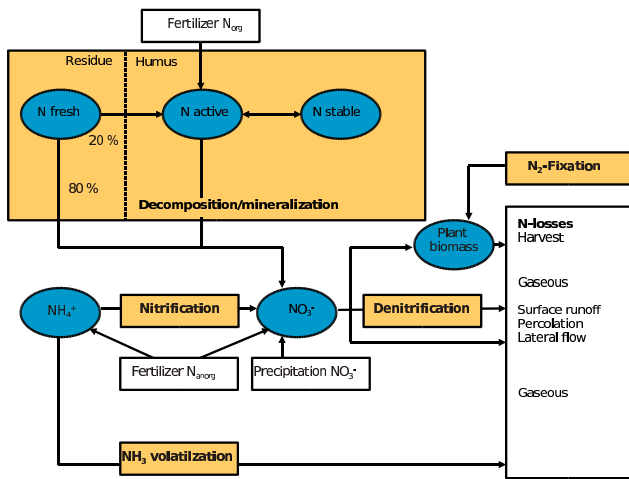 Fertilizer Norg
Residue
Humus
N fresh
N active
N stable
20 %
80 %
Decomposition/mineralization
N2-Fixation
Plant
biomass
N-losses
Harvest
Gaseous
Surface runoff
Percolation
Lateral flow
Gaseous
NH4+
Nitrification
NO3-
Denitrification
Fertilizer Nanorg
Precipitation NO3-
NH3 volatilzation